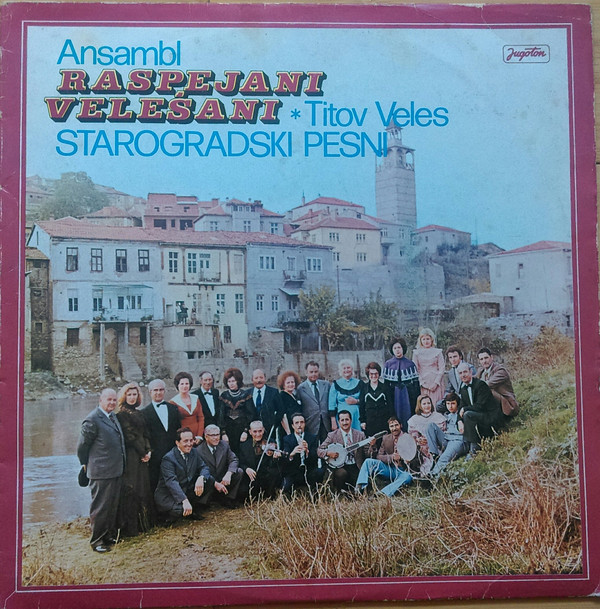 Ansambl
Jugoton
RASPEJANI
VELEŠANI * Titov Veles
STAROGRADSKI PESNI